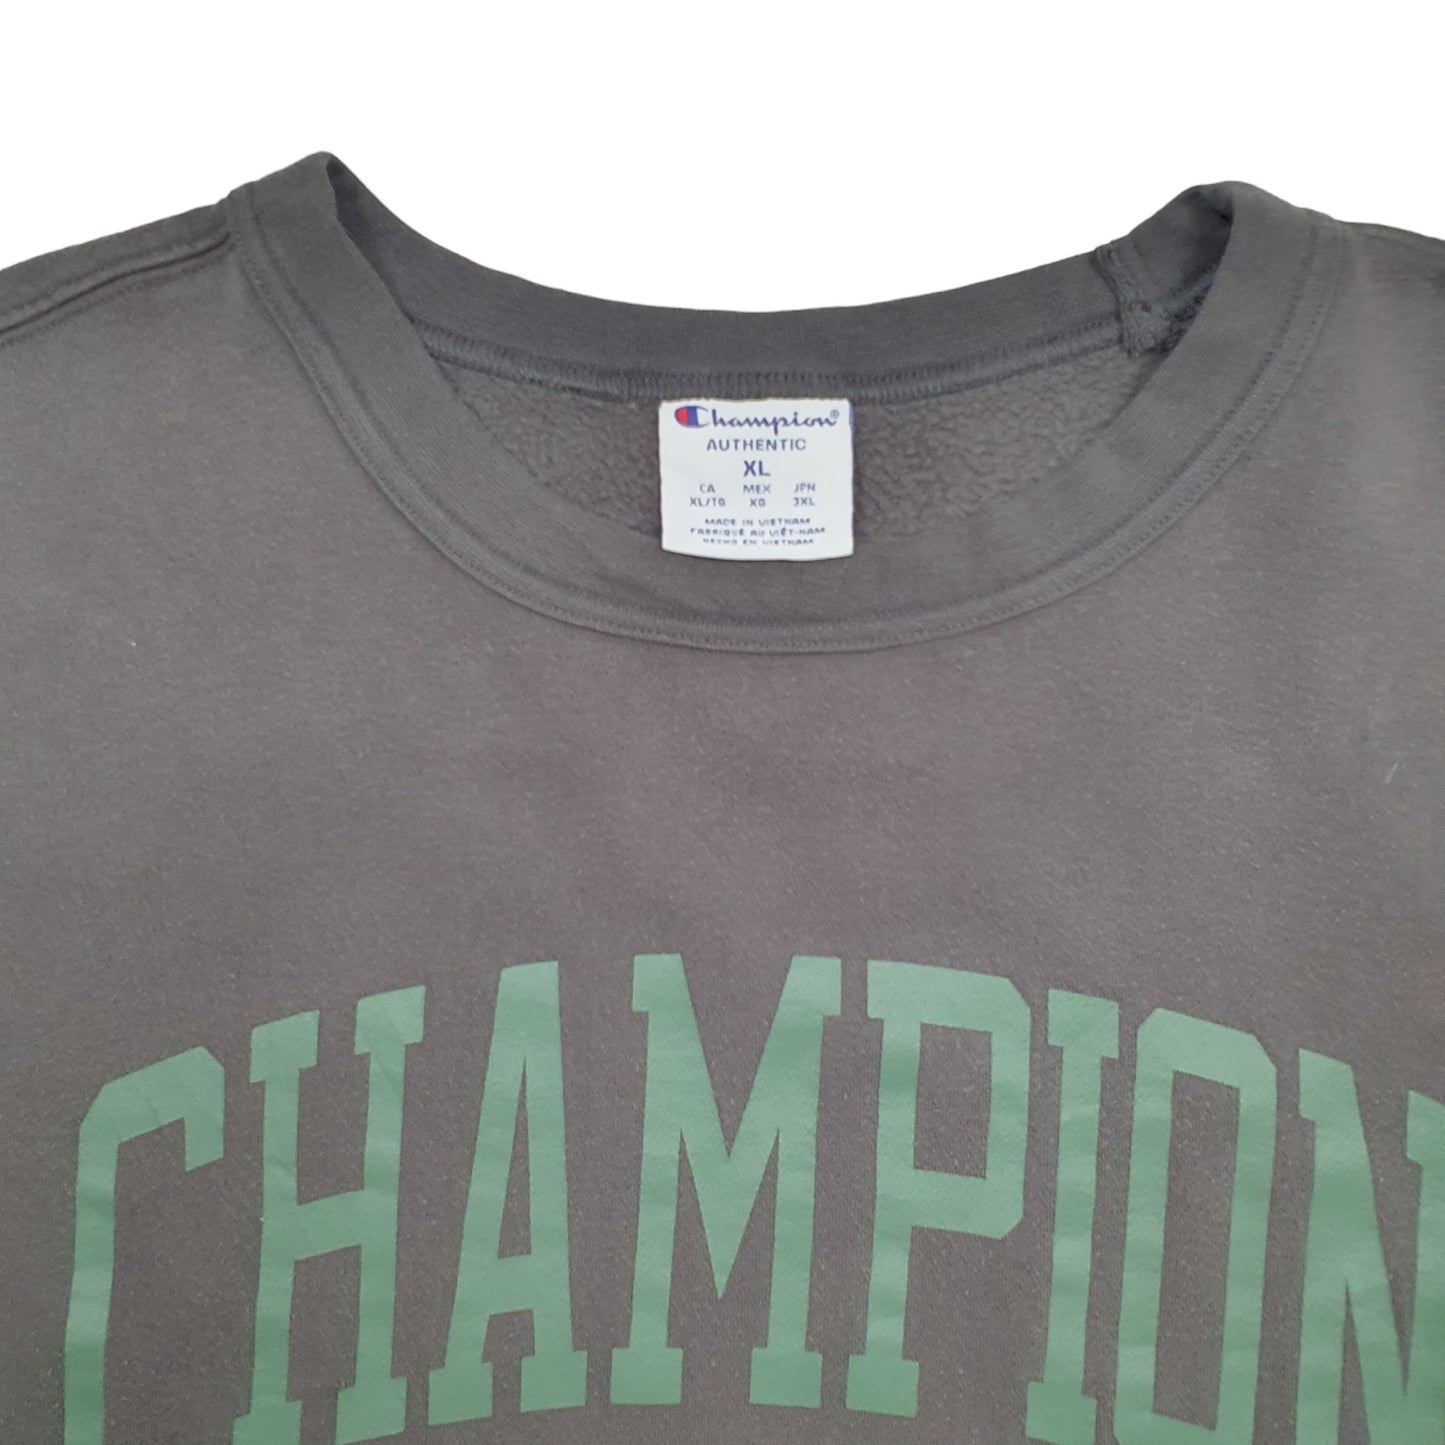 Champion®
AUTHENTIC
XL
CA MEX JPN
XL/TG XG 3XL
MADE IN VIETNAM
FABRIQUÉ AU VIÊT-NAM
HECHO EN VIETNAM
CHAMPION